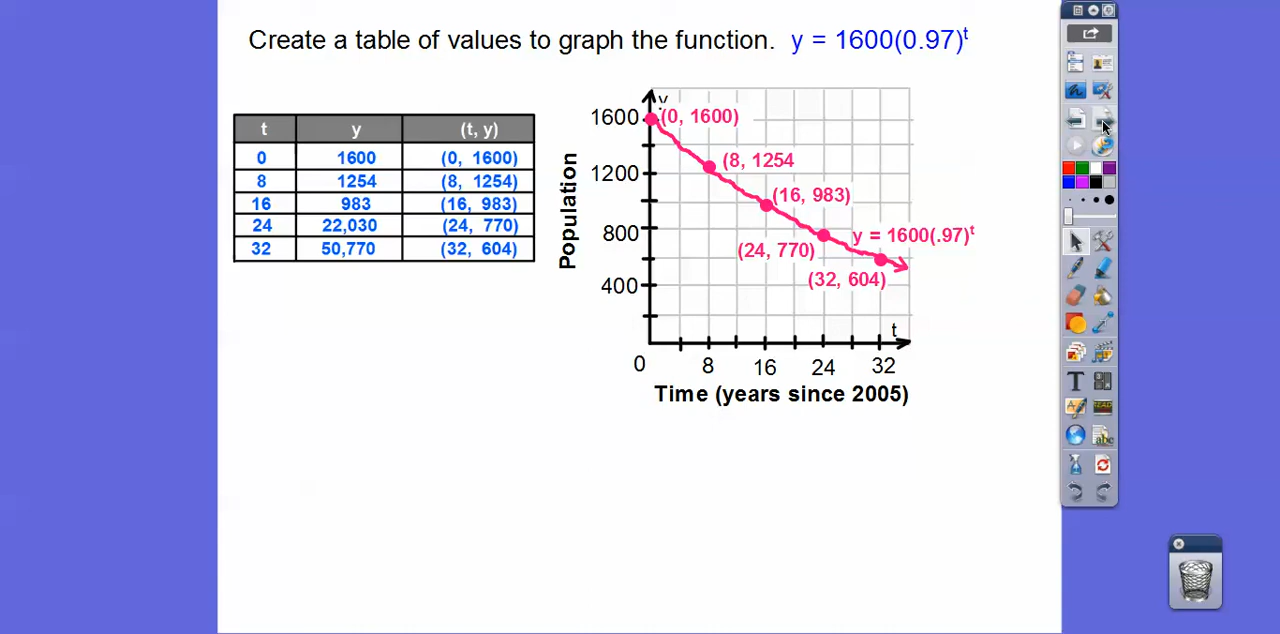 Create a table of values to graph the function. y = 1600(0.97)^t
t y (t, y)
0 1600 (0, 1600)
8 1254 (8, 1254)
16 983 (16, 983)
24 22,030 (24, 770)
32 50,770 (32, 604)
Population
y
1600
1200
800
400
(0, 1600)
(8, 1254
(16, 983)
y = 1600(.97)^t
(24, 770)
(32, 604)
t
0 8 16 24 32
Time (years since 2005)
T
abc